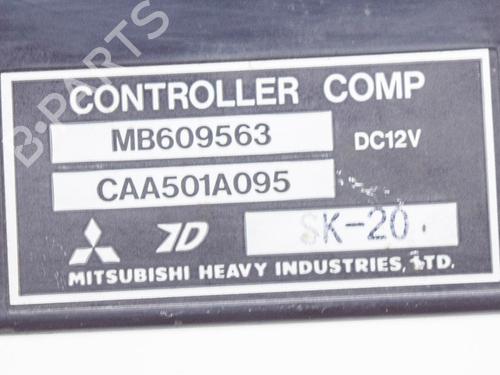 B-PARTS
CONTROLLER COMP
MB609563 DC12V
CAA501A095
SK-20
MITSUBISHI HEAVY INDUSTRIES, LTD.